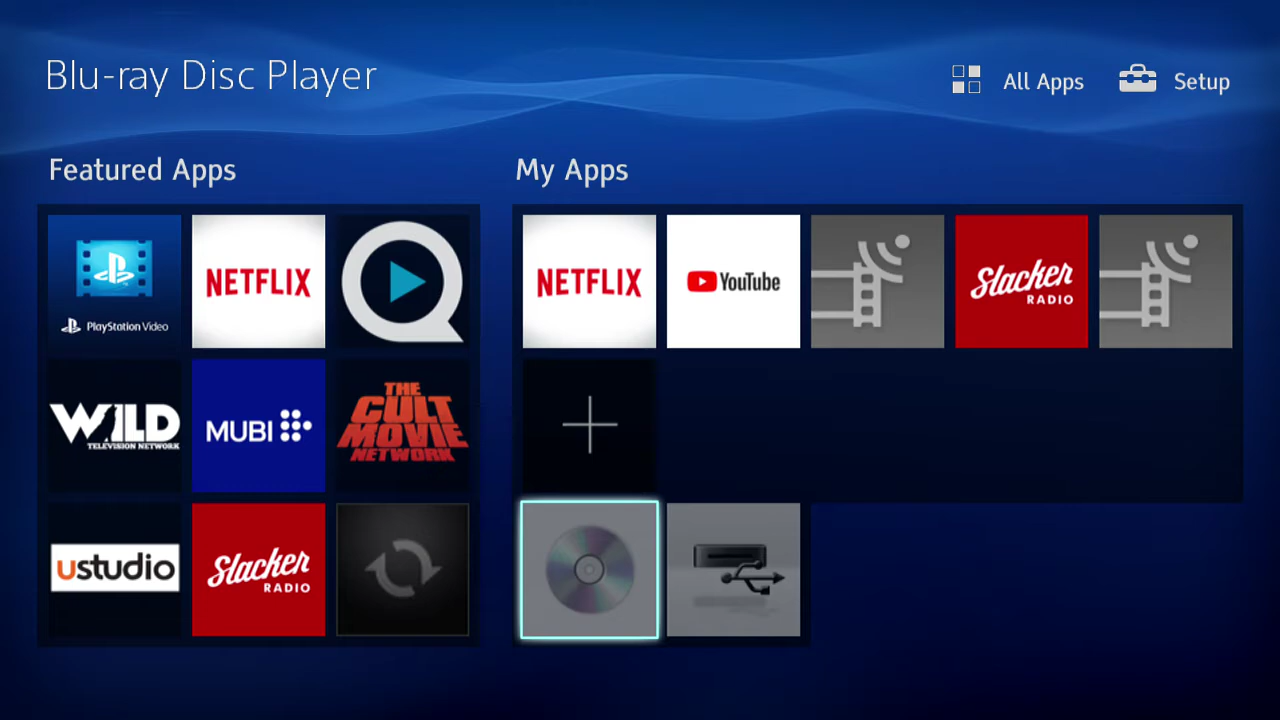 Blu-ray Disc Player
All Apps
Setup
Featured Apps
My Apps
PlayStation Video
NETFLIX
NETFLIX
YouTube
Slacker
RADIO
WILD
TELEVISION NETWORK
MUBI
THE
CULT
MOVIE
NETWORK
ustudio
Slacker
RADIO